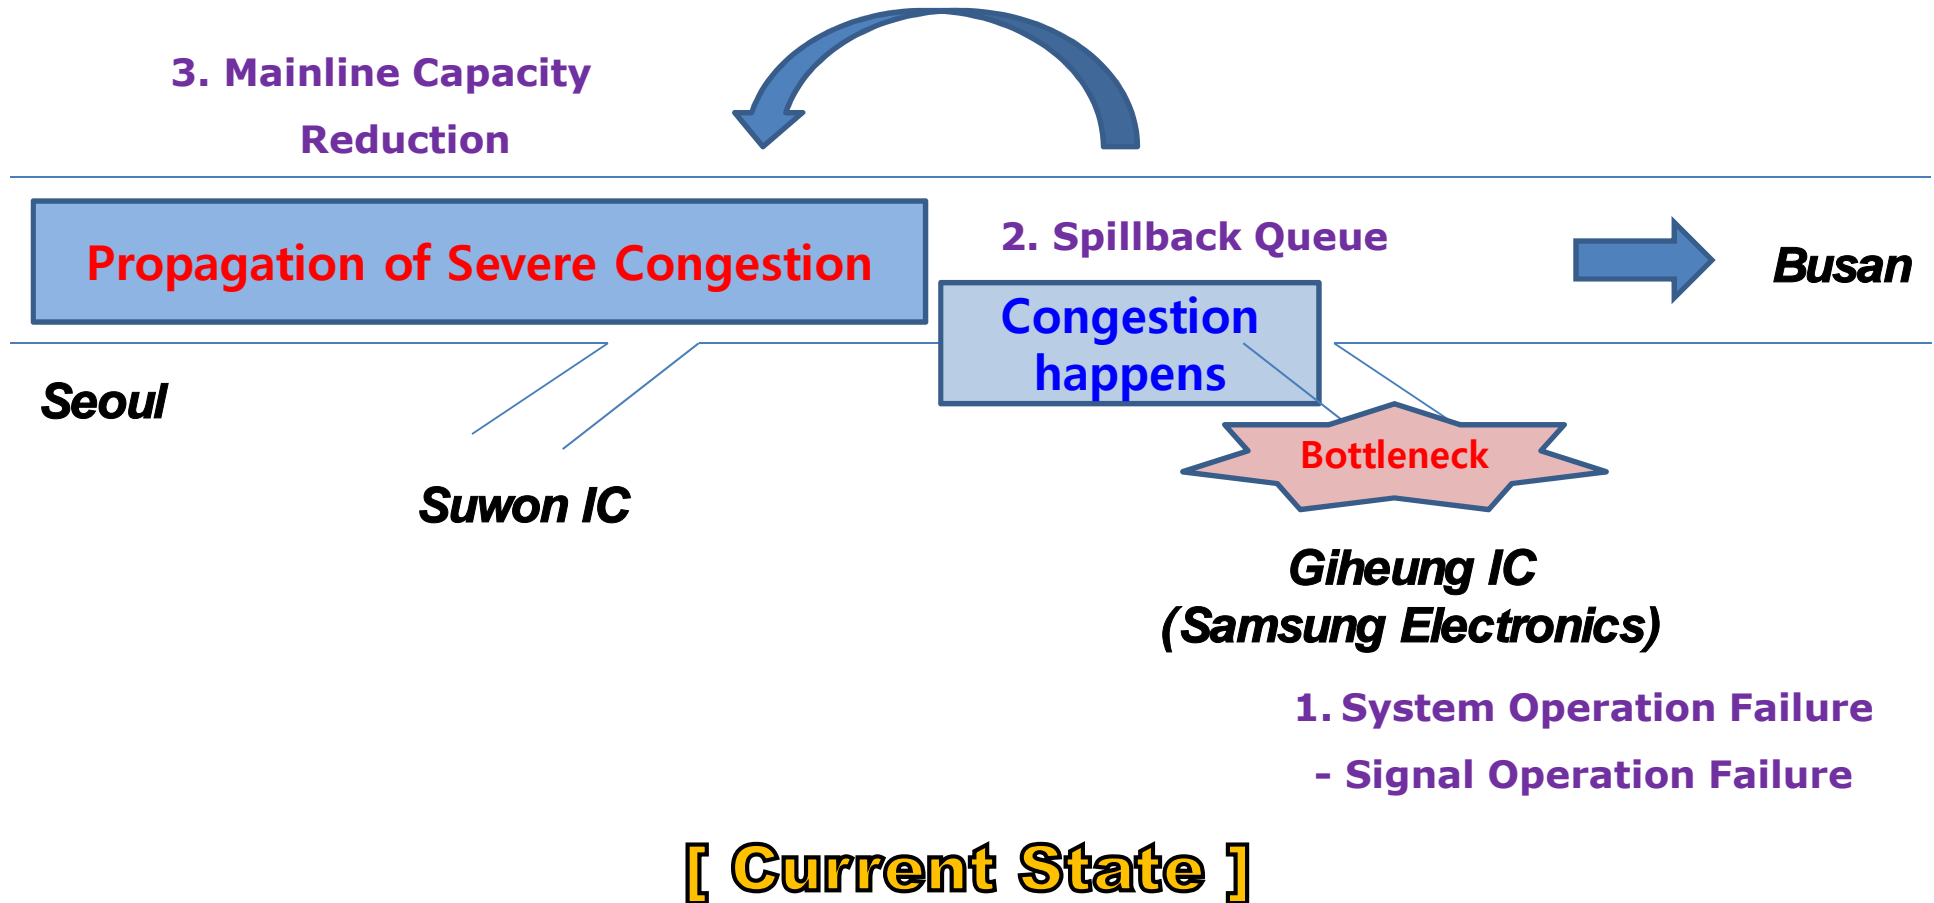 3. Mainline Capacity
Reduction
Propagation of Severe Congestion
2. Spillback Queue
Busan
Congestion
happens
Seoul
Bottleneck
Suwon IC
Giheung IC
(Samsung Electronics)
1. System Operation Failure
- Signal Operation Failure
[ Current State ]